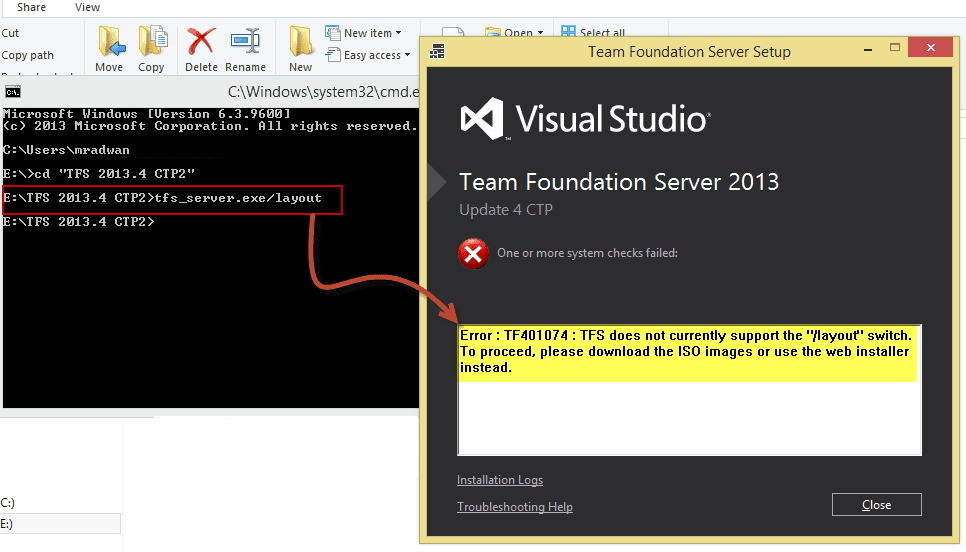 Share View
Cut
Copy path
Move
Copy
Delete
Rename
New
New item
Easy access
Open
Select all
C:\Windows\system32\cmd.e
Microsoft Windows [Version 6.3.9600]
(c) 2013 Microsoft Corporation. All rights reserved.
C:\Users\mradwan
E:\>cd "TFS 2013.4 CTP2"
E:\TFS 2013.4 CTP2>tfs_server.exe/layout
E:\TFS 2013.4 CTP2>
C:)
E:)
Team Foundation Server Setup
Visual Studio
Team Foundation Server 2013
Update 4 CTP
One or more system checks failed:
Error : TF401074 : TFS does not currently support the "/layout" switch.
To proceed, please download the ISO images or use the web installer
instead.
Installation Logs
Troubleshooting Help
Close